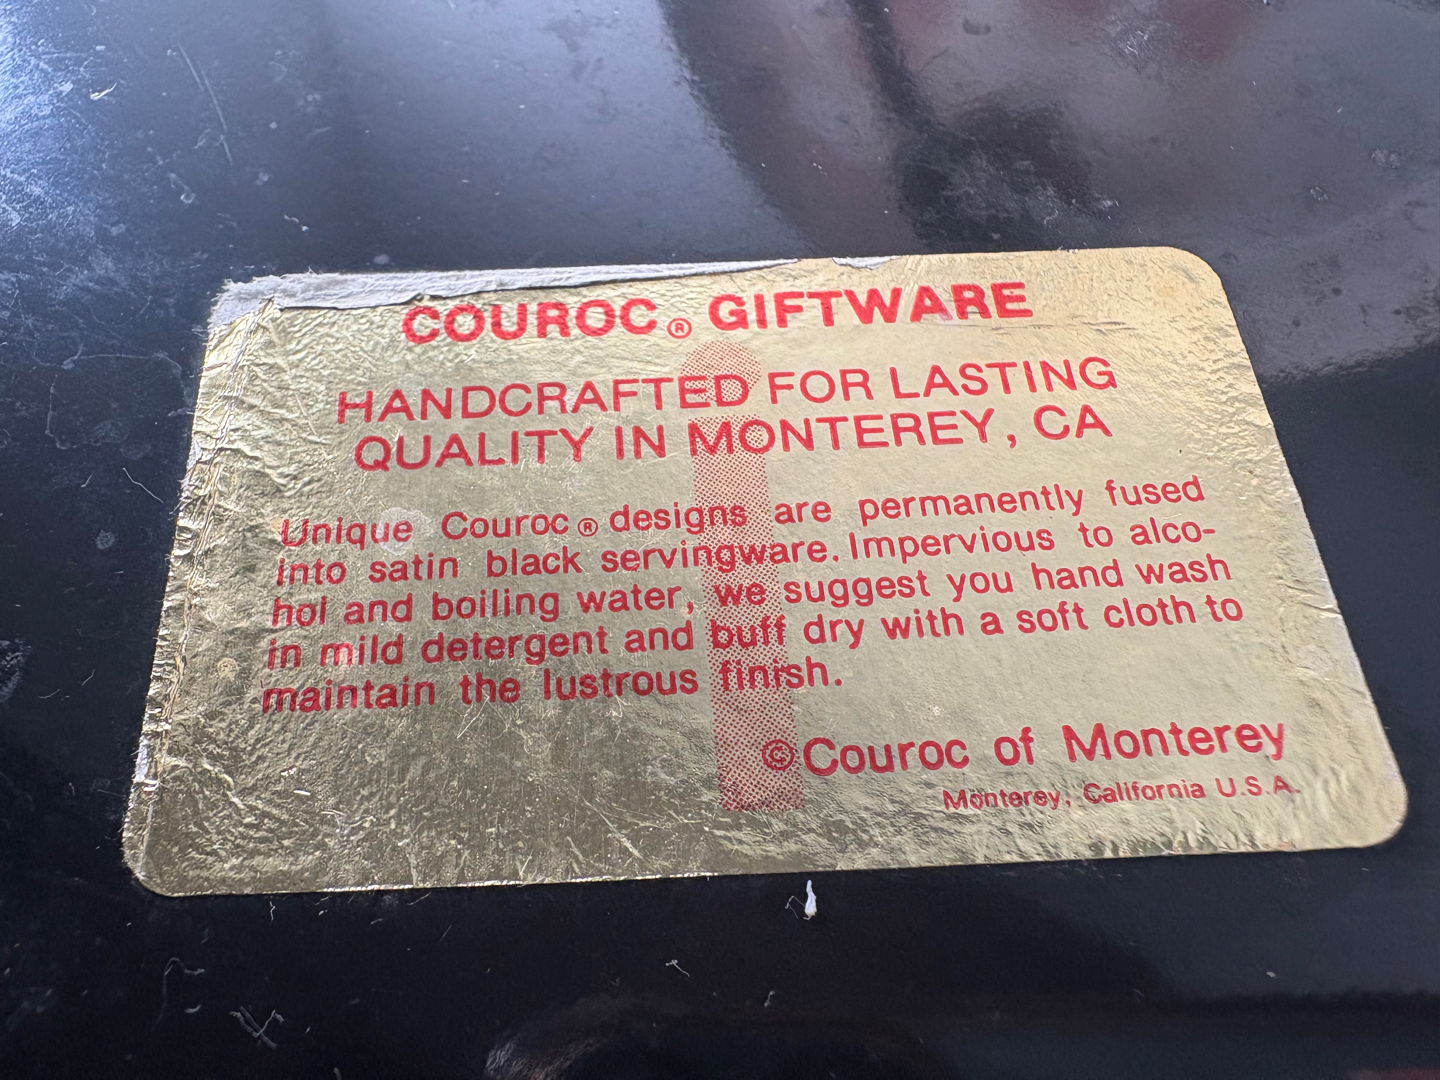 COUROC® GIFTWARE
HANDCRAFTED FOR LASTING
QUALITY IN MONTEREY, CA
Unique Couroc® designs are permanently fused
into satin black servingware. Impervious to alco-
hol and boiling water, we suggest you hand wash
in mild detergent and buff dry with a soft cloth to
maintain the lustrous finish.
©Couroc of Monterey
Monterey, California U.S.A.